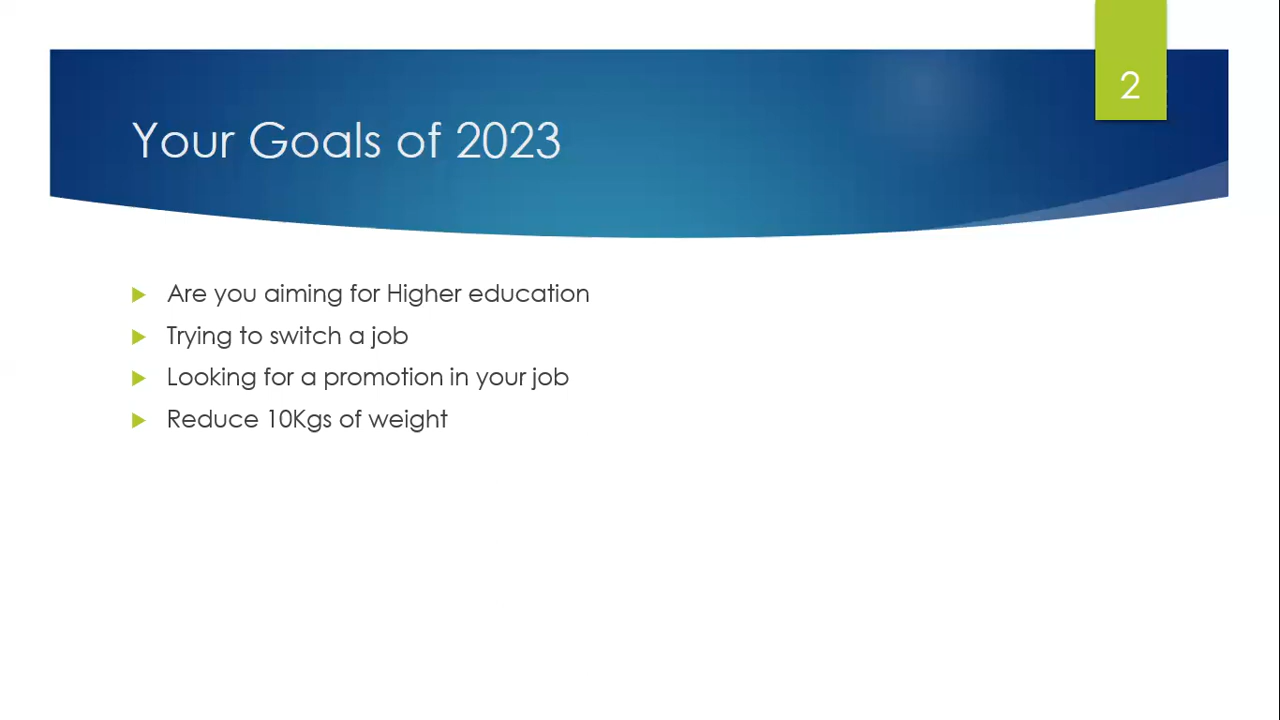 2
Your Goals of 2023
Are you aiming for Higher education
Trying to switch a job
Looking for a promotion in your job
Reduce 10Kgs of weight